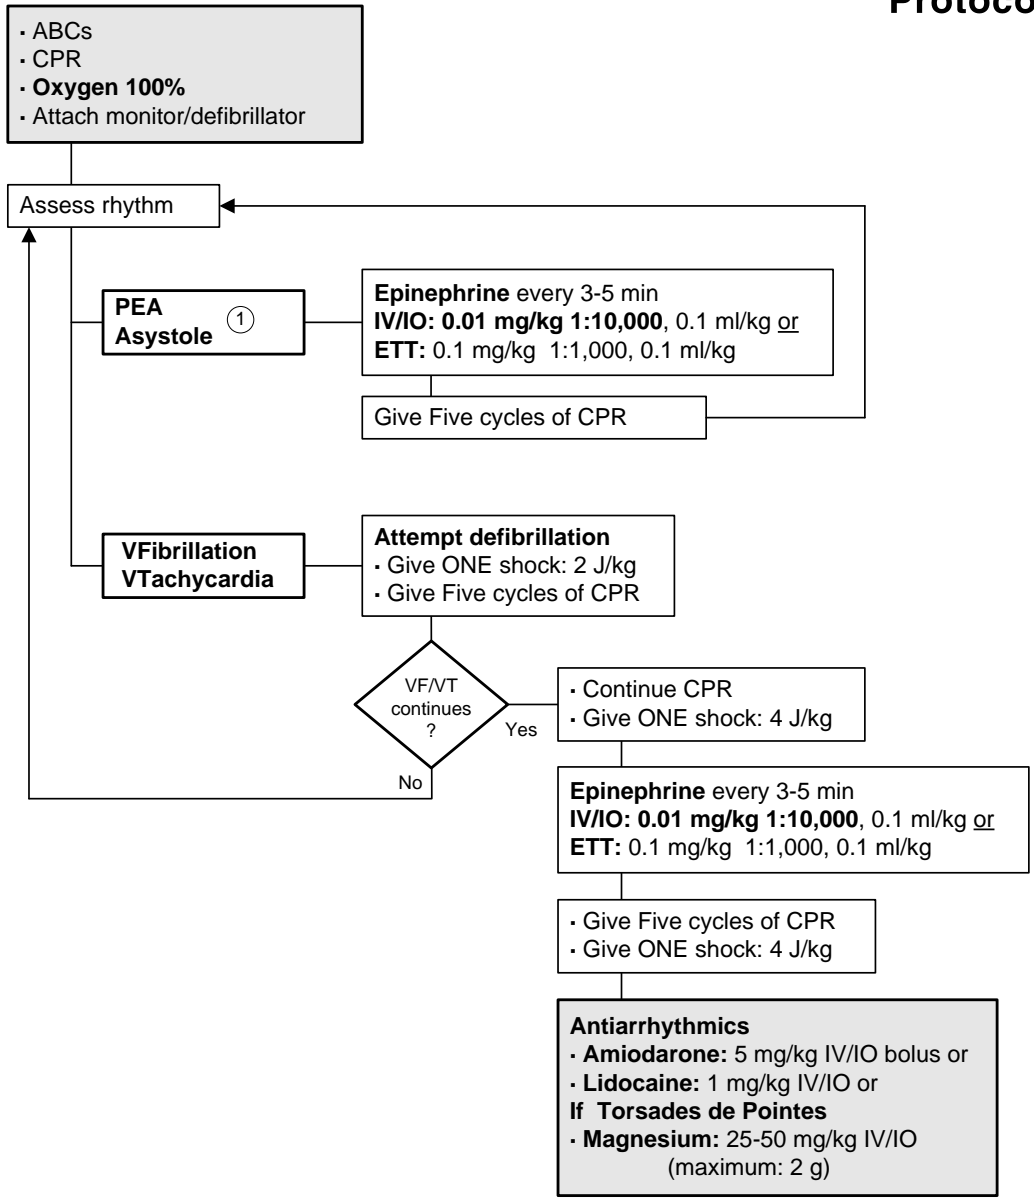 · ABCs
· CPR
· Oxygen 100%
· Attach monitor/defibrillator
Assess rhythm
PEA
Asystole
1
Epinephrine every 3-5 min
IV/IO: 0.01 mg/kg 1:10,000, 0.1 ml/kg or
ETT: 0.1 mg/kg 1:1,000, 0.1 ml/kg
Give Five cycles of CPR
VFibrillation
VTachycardia
Attempt defibrillation
· Give ONE shock: 2 J/kg
· Give Five cycles of CPR
VF/VT
continues
?
Yes
No
· Continue CPR
· Give ONE shock: 4 J/kg
Epinephrine every 3-5 min
IV/IO: 0.01 mg/kg 1:10,000, 0.1 ml/kg or
ETT: 0.1 mg/kg 1:1,000, 0.1 ml/kg
· Give Five cycles of CPR
· Give ONE shock: 4 J/kg
Antiarrhythmics
· Amiodarone: 5 mg/kg IV/IO bolus or
· Lidocaine: 1 mg/kg IV/IO or
If Torsades de Pointes
· Magnesium: 25-50 mg/kg IV/IO
(maximum: 2 g)